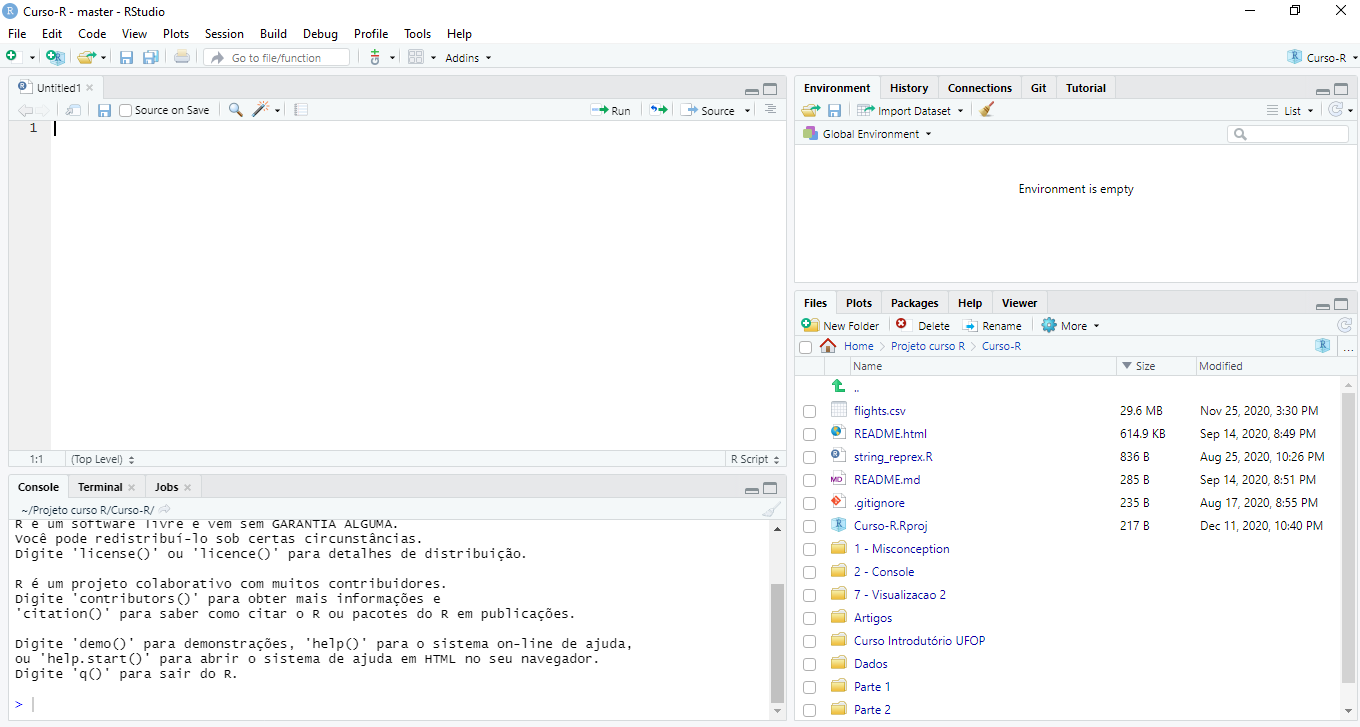 Curso-R - master - RStudio
File Edit Code View Plots Session Build Debug Profile Tools Help
Go to file/function Addins Curso-R
Untitled1
Source on Save Run Source
1
1:1 (Top Level) R Script
Console Terminal Jobs
~/Projeto curso R/Curso-R/
R é um software livre e vem sem GARANTIA ALGUMA.
Você pode redistribuí-lo sob certas circunstâncias.
Digite 'license()' ou 'licence()' para detalhes de distribuição.
R é um projeto colaborativo com muitos contribuidores.
Digite 'contributors()' para obter mais informações e
'citation()' para saber como citar o R ou pacotes do R em publicações.
Digite 'demo()' para demonstrações, 'help()' para o sistema on-line de ajuda,
ou 'help.start()' para abrir o sistema de ajuda em HTML no seu navegador.
Digite 'q()' para sair do R.
>
Environment History Connections Git Tutorial
Import Dataset List
Global Environment
Environment is empty
Files Plots Packages Help Viewer
New Folder Delete Rename More
Home Projeto curso R Curso-R ...
Name Size Modified
..
flights.csv 29.6 MB Nov 25, 2020, 3:30 PM
README.html 614.9 KB Sep 14, 2020, 8:49 PM
string_reprex.R 836 B Aug 25, 2020, 10:26 PM
README.md 285 B Sep 14, 2020, 8:51 PM
.gitignore 235 B Aug 17, 2020, 8:55 PM
Curso-R.Rproj 217 B Dec 11, 2020, 10:40 PM
1 - Misconception
2 - Console
7 - Visualizacao 2
Artigos
Curso Introdutório UFOP
Dados
Parte 1
Parte 2